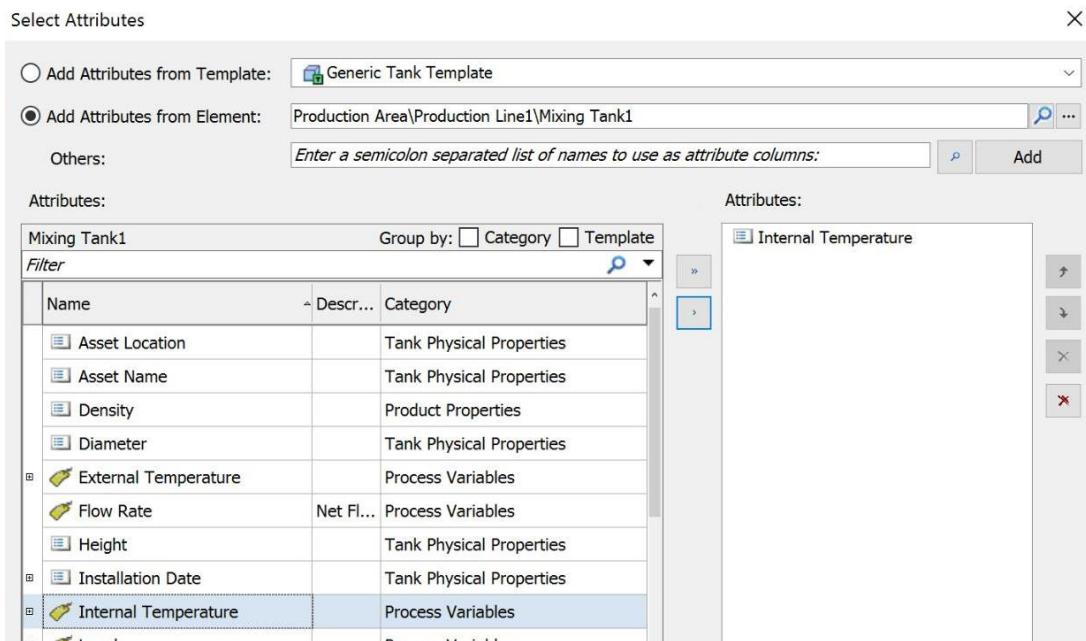 Select Attributes
Add Attributes from Template: Generic Tank Template
Add Attributes from Element: Production Area\Production Line1\Mixing Tank1 ...
Others: Enter a semicolon separated list of names to use as attribute columns: Add
Attributes: Attributes:
Mixing Tank1 Group by: Category Template Internal Temperature
Filter
Name Descr... Category
Asset Location Tank Physical Properties
Asset Name Tank Physical Properties
Density Product Properties
Diameter Tank Physical Properties
External Temperature Process Variables
Flow Rate Net Fl... Process Variables
Height Tank Physical Properties
Installation Date Tank Physical Properties
Internal Temperature Process Variables